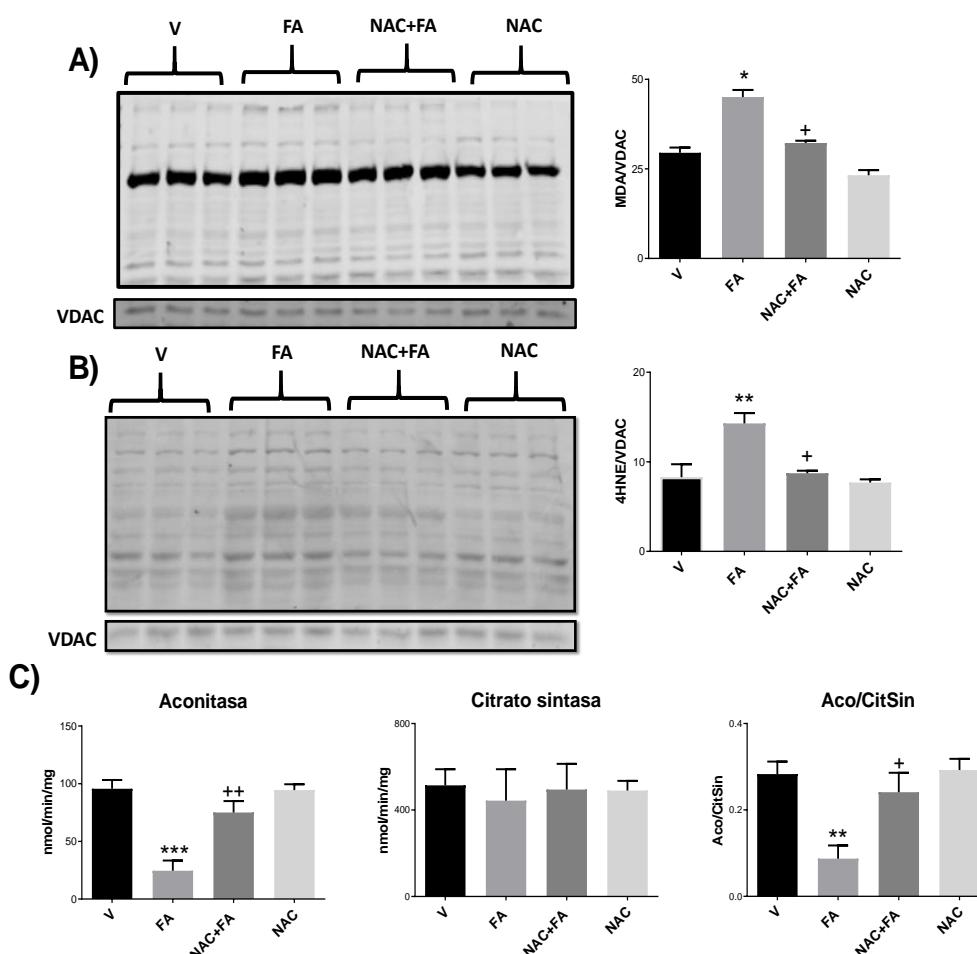 A)
V FA NAC+FA NAC
VDAC
MDA/VDAC
50
25
0
*
+
V FA NAC+FA NAC
B)
V FA NAC+FA NAC
VDAC
4HNE/VDAC
20
10
0
**
+
V FA NAC+FA NAC
C)
Aconitasa
nmol/min/mg
150
100
50
0
***
++
V FA NAC+FA NAC
Citrato sintasa
nmol/min/mg
800
400
0
V FA NAC+FA NAC
Aco/CitSin
Aco/CitSin
0.4
0.2
0.0
**
+
V FA NAC+FA NAC